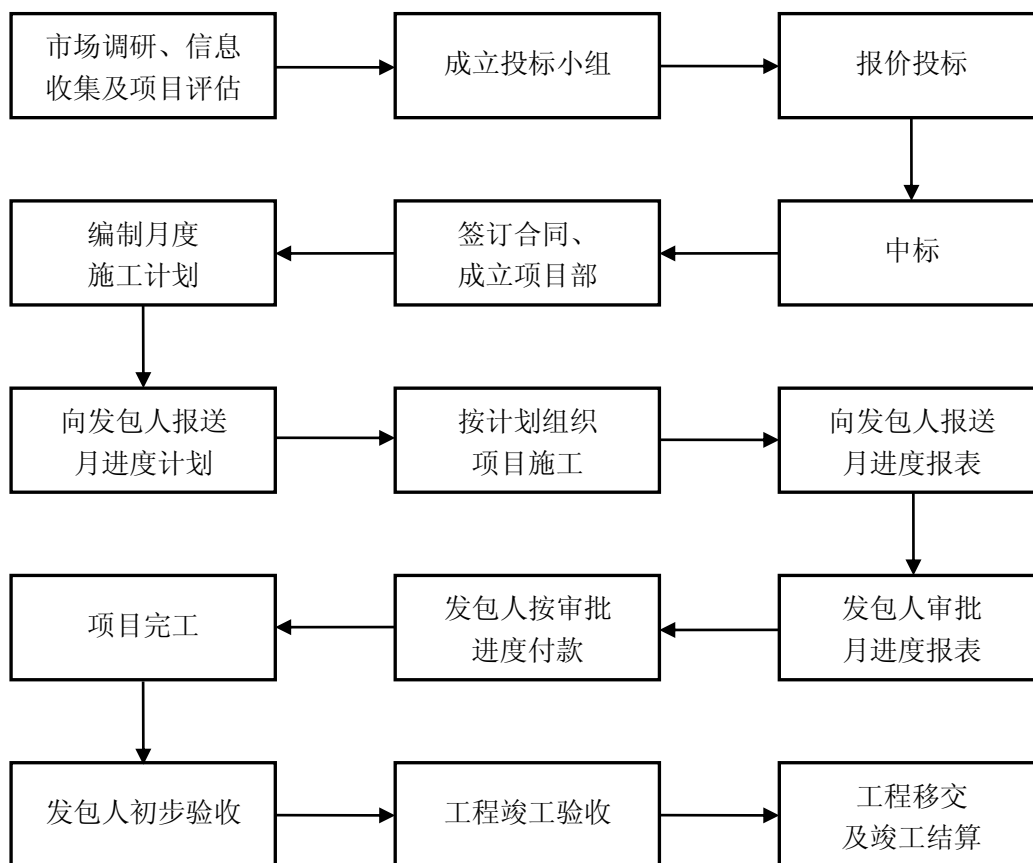 市场调研、信息
收集及项目评估
成立投标小组
报价投标
中标
签订合同、
成立项目部
编制月度
施工计划
向发包人报送
月进度计划
按计划组织
项目施工
向发包人报送
月进度报表
发包人审批
月进度报表
发包人按审批
进度付款
项目完工
发包人初步验收
工程竣工验收
工程移交
及竣工结算